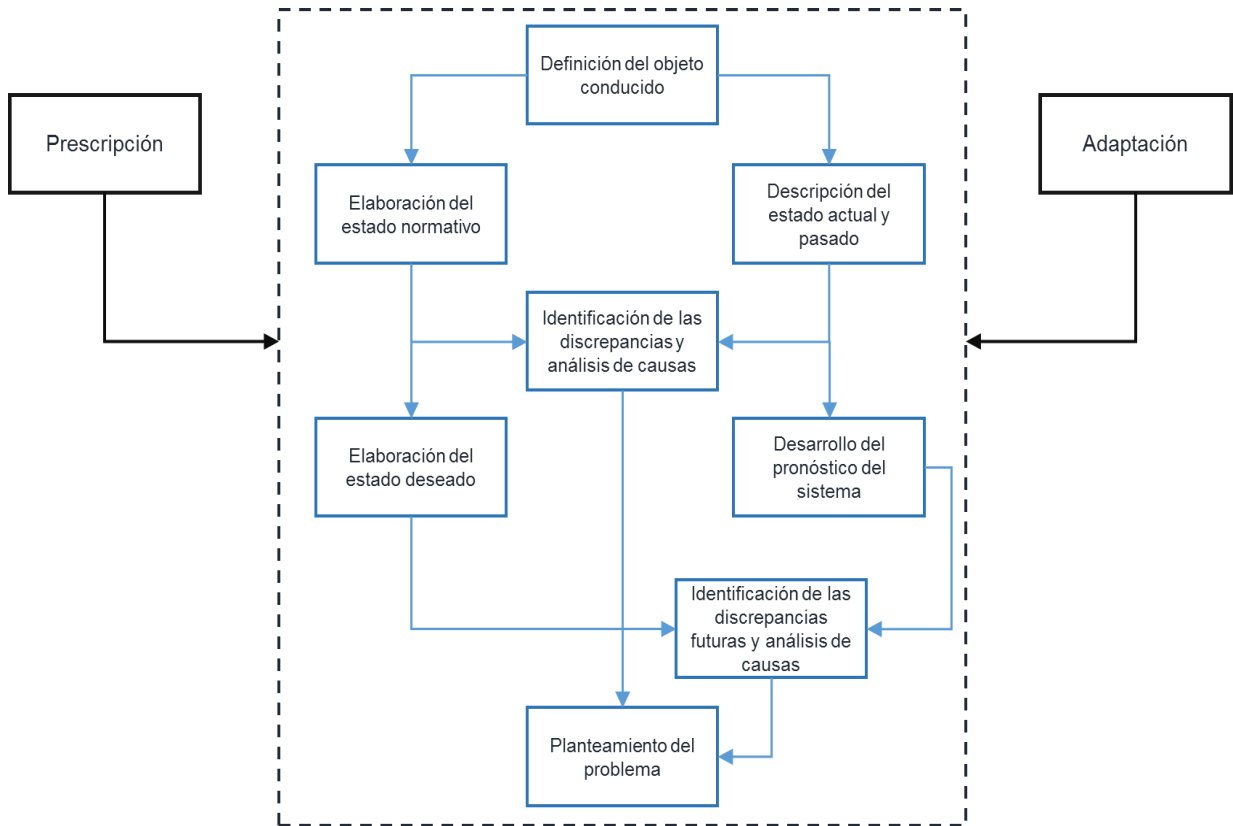 Definición del objeto
conducido
Prescripción
Adaptación
Elaboración del
estado normativo
Descripción del
estado actual y
pasado
Identificación de las
discrepancias y
análisis de causas
Elaboración del
estado deseado
Desarrollo del
pronóstico del
sistema
Identificación de las
discrepancias
futuras y análisis de
causas
Planteamiento del
problema